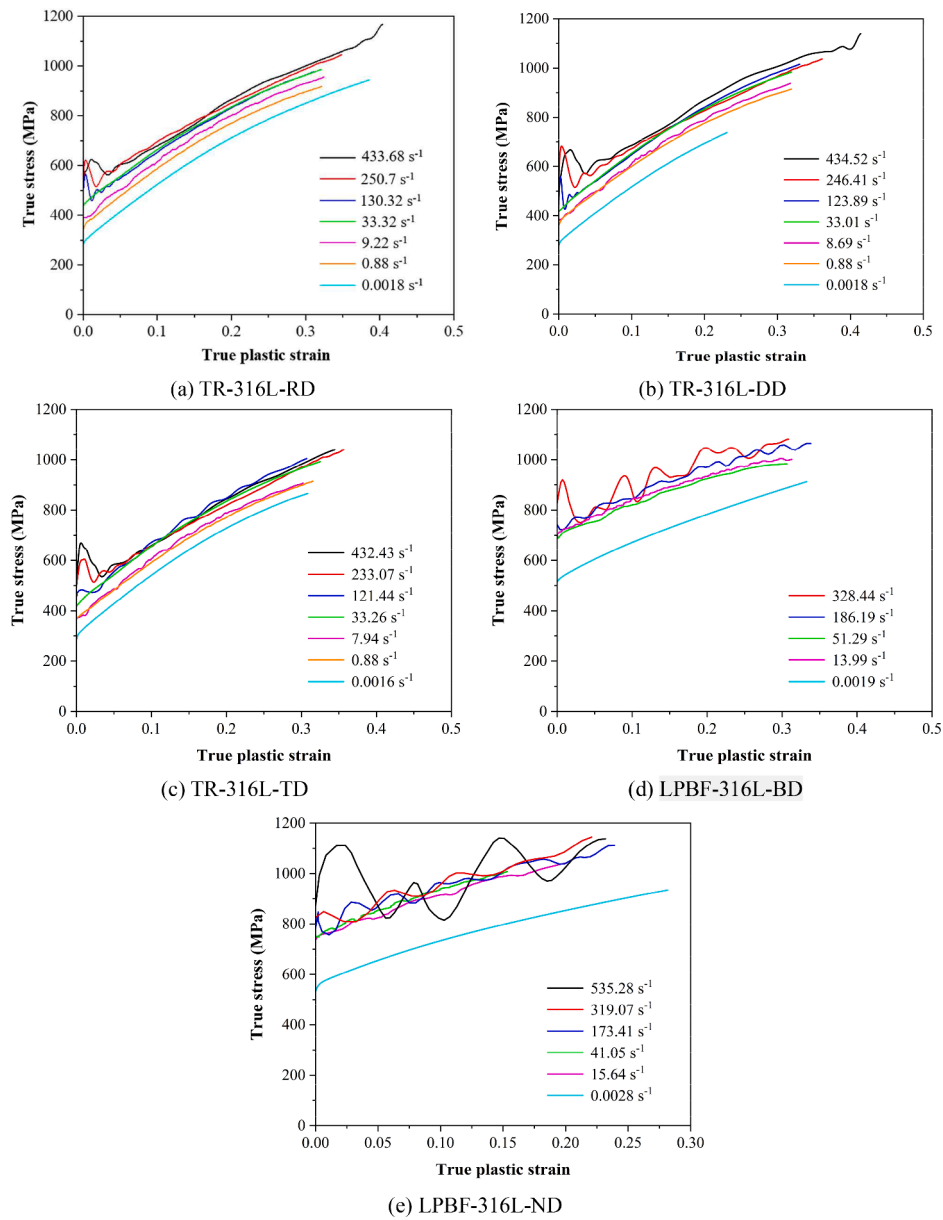 1200
1000
800
600
400
200
0
True stress (MPa)
433.68 s⁻¹
250.7 s⁻¹
130.32 s⁻¹
33.32 s⁻¹
9.22 s⁻¹
0.88 s⁻¹
0.0018 s⁻¹
0.0 0.1 0.2 0.3 0.4 0.5
True plastic strain
(a) TR-316L-RD
1200
1000
800
600
400
200
0
True stress (MPa)
434.52 s⁻¹
246.41 s⁻¹
123.89 s⁻¹
33.01 s⁻¹
8.69 s⁻¹
0.88 s⁻¹
0.0018 s⁻¹
0.0 0.1 0.2 0.3 0.4 0.5
True plastic strain
(b) TR-316L-DD
1200
1000
800
600
400
200
0
True stress (MPa)
432.43 s⁻¹
233.07 s⁻¹
121.44 s⁻¹
33.26 s⁻¹
7.94 s⁻¹
0.88 s⁻¹
0.0016 s⁻¹
0.0 0.1 0.2 0.3 0.4 0.5
True plastic strain
(c) TR-316L-TD
1200
1000
800
600
400
200
0
True stress (MPa)
328.44 s⁻¹
186.19 s⁻¹
51.29 s⁻¹
13.99 s⁻¹
0.0019 s⁻¹
0.0 0.1 0.2 0.3 0.4 0.5
True plastic strain
(d) LPBF-316L-BD
1200
1000
800
600
400
200
0
True stress (MPa)
535.28 s⁻¹
319.07 s⁻¹
173.41 s⁻¹
41.05 s⁻¹
15.64 s⁻¹
0.0028 s⁻¹
0.00 0.05 0.10 0.15 0.20 0.25 0.30
True plastic strain
(e) LPBF-316L-ND